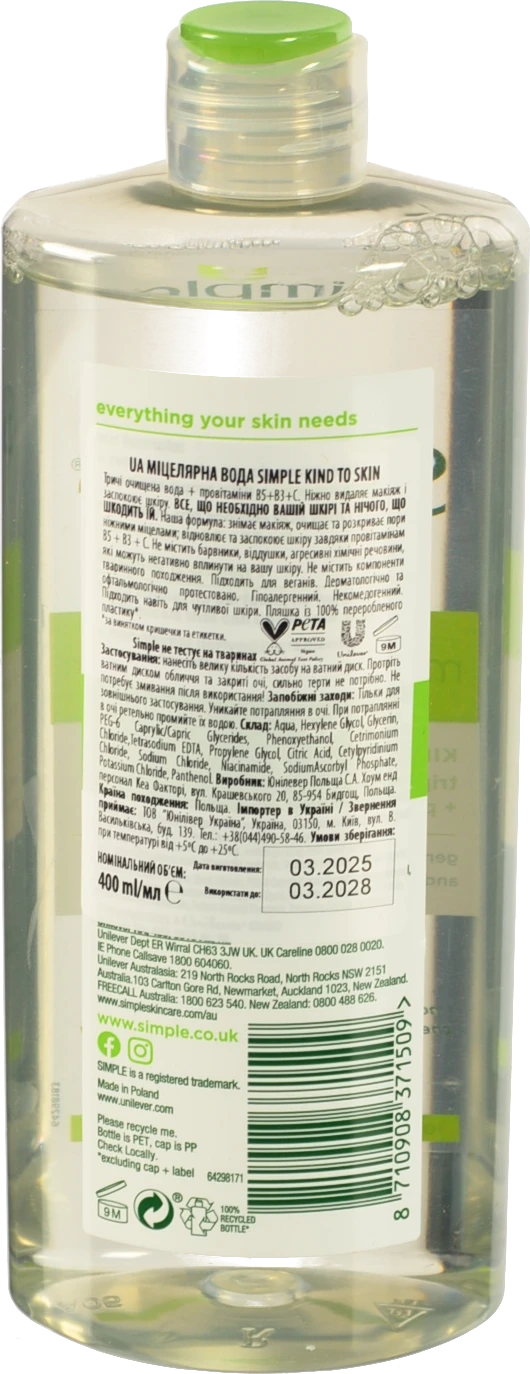 everything your skin needs
UA МІЦЕЛЯРНА ВОДА SIMPLE KIND TO SKIN
Тричі очищена вода + провітаміни B5+B3+C. Ніжно видаляє макіяж і
заспокоює шкіру. ВСЕ, ЩО НЕОБХІДНО ВАШІЙ ШКІРІ ТА НІЧОГО, ЩО
ШКОДИТЬ ЇЙ. Наша формула: знімає макіяж, очищає та розкриває пори
ніжними міцелами; відновлює та заспокоює шкіру завдяки провітамінам
B5 + B3 + C. Не містить барвники, віддушки, агресивні хімічні речовини,
які можуть негативно вплинути на вашу шкіру. Не містить компоненти
тваринного походження. Підходить для веганів. Дерматологічно та
офтальмологічно протестовано. Гіпоалергенний. Некомедогенний.
Підходить навіть для чутливої шкіри. Пляшка із 100% переробленого
пластику*
*за винятком кришечки та етикетки.
PETA
APPROVED
Vegan
Global Animal Test Policy
Unilever
9M
Simple не тестує на тваринах
Застосування: нанесіть велику кількість засобу на ватний диск. Протріть
ватним диском обличчя та закриті очі, сильно терти не потрібно. Не
потребує змивання після використання! Запобіжні заходи: Тільки для
зовнішнього застосування. Уникайте потрапляння в очі. При потраплянні
в очі ретельно промийте їх водою. Склад: Aqua, Hexylene Glycol, Glycerin,
PEG-6 Caprylic/Capric Glycerides, Phenoxyethanol, Cetrimonium
Chloride,Tetrasodium EDTA, Propylene Glycol, Citric Acid, Cetylpyridinium
Chloride, Sodium Chloride, Niacinamide, SodiumAscorbyl Phosphate,
Potassium Chloride, Panthenol. Виробник: Юнілевер Польща С.А. Хоум енд
персонал Кеа Факторі, вул. Крашевського 20, 85-954 Бидгощ, Польща.
Країна походження: Польща. Імпортер в Україні / Звернення
приймає: ТОВ "Юнілівер Україна", Україна, 03150, м. Київ, вул. В.
Васильківська, буд. 139. Тел.: +38(044)490-58-46. Умови зберігання:
при температурі від +5°C до +25°C.
НОМІНАЛЬНИЙ ОБ'ЄМ:
400 ml/мл ℮
Дата виготовлення: 03.2025
Використати до: 03.2028
Unilever Dept ER Wirral CH63 3JW UK. UK Careline 0800 028 0020.
IE Phone Callsave 1800 604060.
Unilever Australasia: 219 North Rocks Road, North Rocks NSW 2151
Australia.103 Carlton Gore Rd, Newmarket, Auckland 1023, New Zealand.
FREECALL Australia: 1800 623 540. New Zealand: 0800 488 626.
www.simpleskincare.com/au
www.simple.co.uk
SIMPLE is a registered trademark.
Made in Poland
www.unilever.com
Please recycle me.
Bottle is PET, cap is PP
Check Locally.
*excluding cap + label
64298171
9M
®
100%
RECYCLED
BOTTLE*
8 710908 371509 >